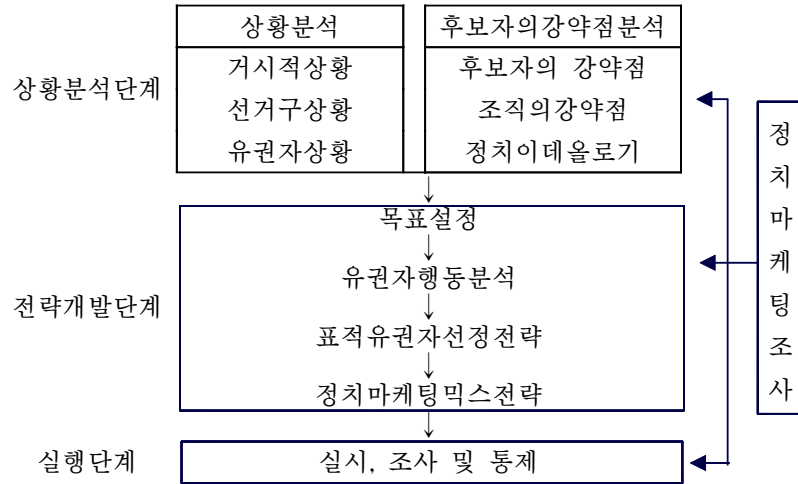 상황분석
후보자의강약점분석
상황분석단계
거시적상황
선거구상황
유권자상황
후보자의 강약점
조직의강약점
정치이데올로기
전략개발단계
목표설정
유권자행동분석
표적유권자선정전략
정치마케팅믹스전략
실행단계
실시, 조사 및 통제
정
치
마
케
팅
조
사